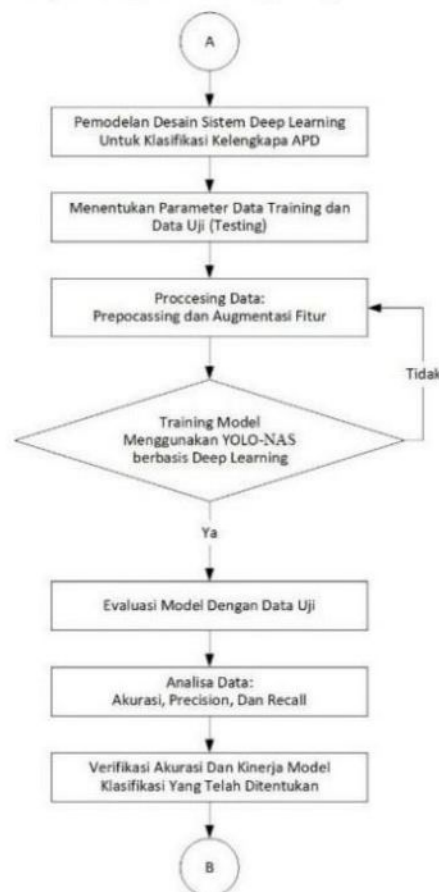 A
Pemodelan Desain Sistem Deep Learning
Untuk Klasifikasi Kelengkapa APD
Menentukan Parameter Data Training dan
Data Uji (Testing)
Proccesing Data:
Prepocassing dan Augmentasi Fitur
Tidak
Training Model
Menggunakan YOLO-NAS
berbasis Deep Learning
Ya
Evaluasi Model Dengan Data Uji
Analisa Data:
Akurasi, Precision, Dan Recall
Verifikasi Akurasi Dan Kinerja Model
Klasifikasi Yang Telah Ditentukan
B